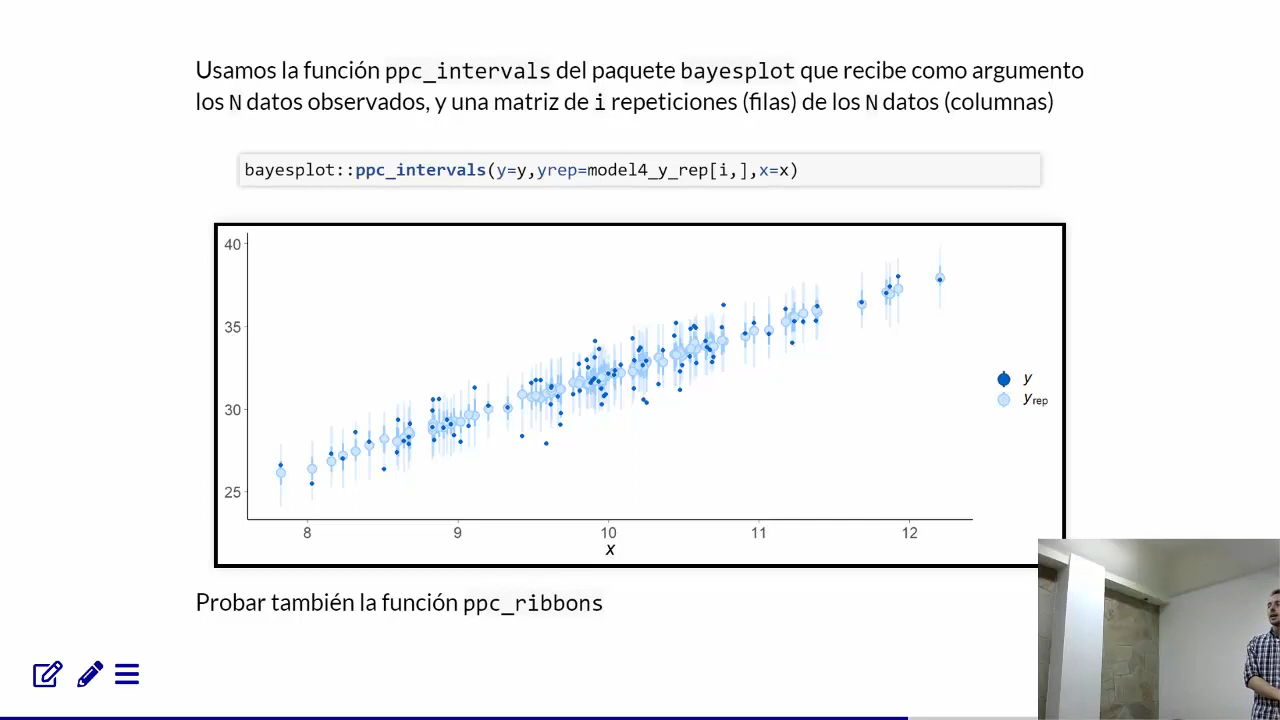 Usamos la función ppc_intervals del paquete bayesplot que recibe como argumento
los N datos observados, y una matriz de i repeticiones (filas) de los N datos (columnas)
bayesplot::ppc_intervals(y=y,yrep=model4_y_rep[i,],x=x)
40
35
30
25
8 9 10 11 12
x
y
yrep
Probar también la función ppc_ribbons